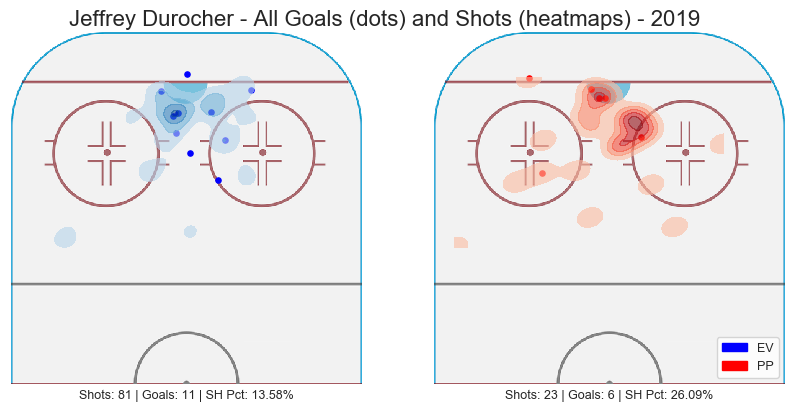 Jeffrey Durocher - All Goals (dots) and Shots (heatmaps) - 2019
EV
PP
Shots: 81 | Goals: 11 | SH Pct: 13.58%
Shots: 23 | Goals: 6 | SH Pct: 26.09%